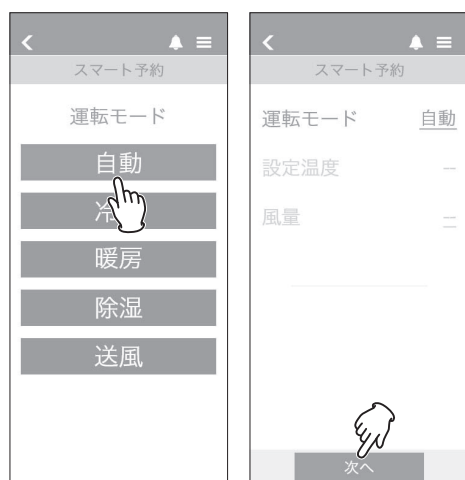 スマート予約
運転モード
自動
暖房
除湿
送風
スマート予約
運転モード 自動
設定温度 --
風量 --
次へ